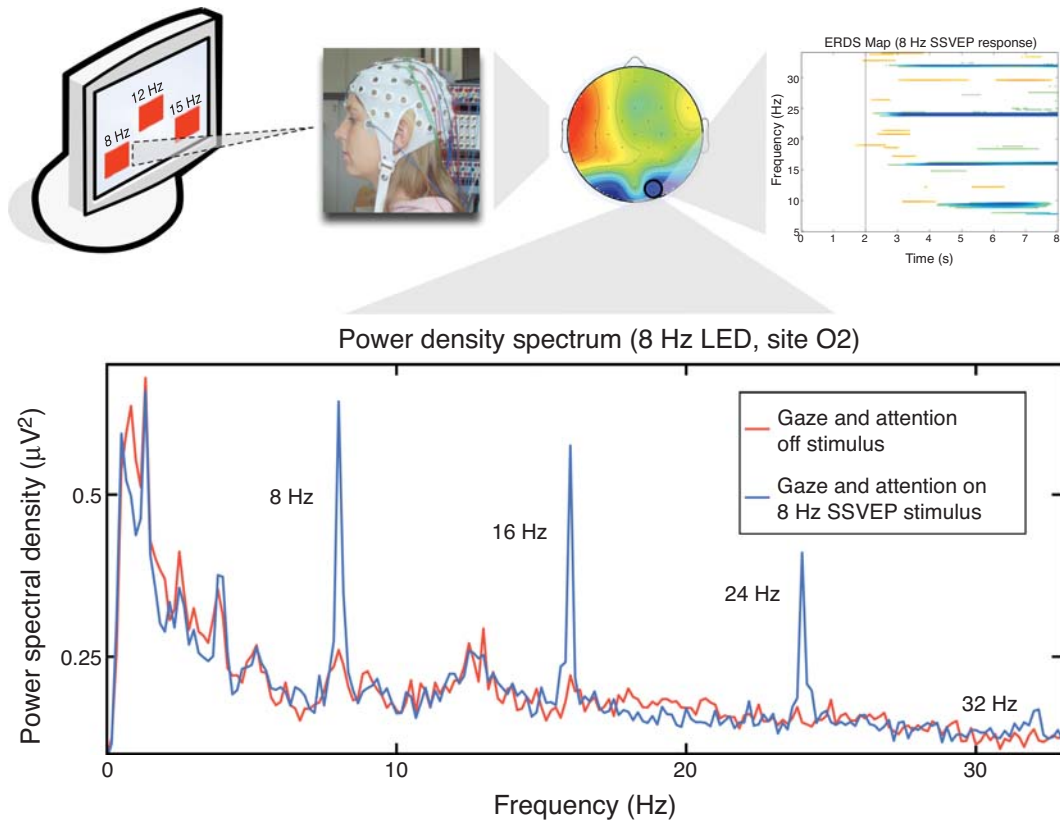 12 Hz
15 Hz
8 Hz
ERDS Map (8 Hz SSVEP response)
Frequency (Hz)
30
25
20
15
10
5
0 1 2 3 4 5 6 7 8
Time (s)
Power density spectrum (8 Hz LED, site O2)
Power spectral density (μV²)
0.5
0.25
8 Hz
16 Hz
24 Hz
32 Hz
Gaze and attention
off stimulus
Gaze and attention on
8 Hz SSVEP stimulus
0 10 20 30
Frequency (Hz)